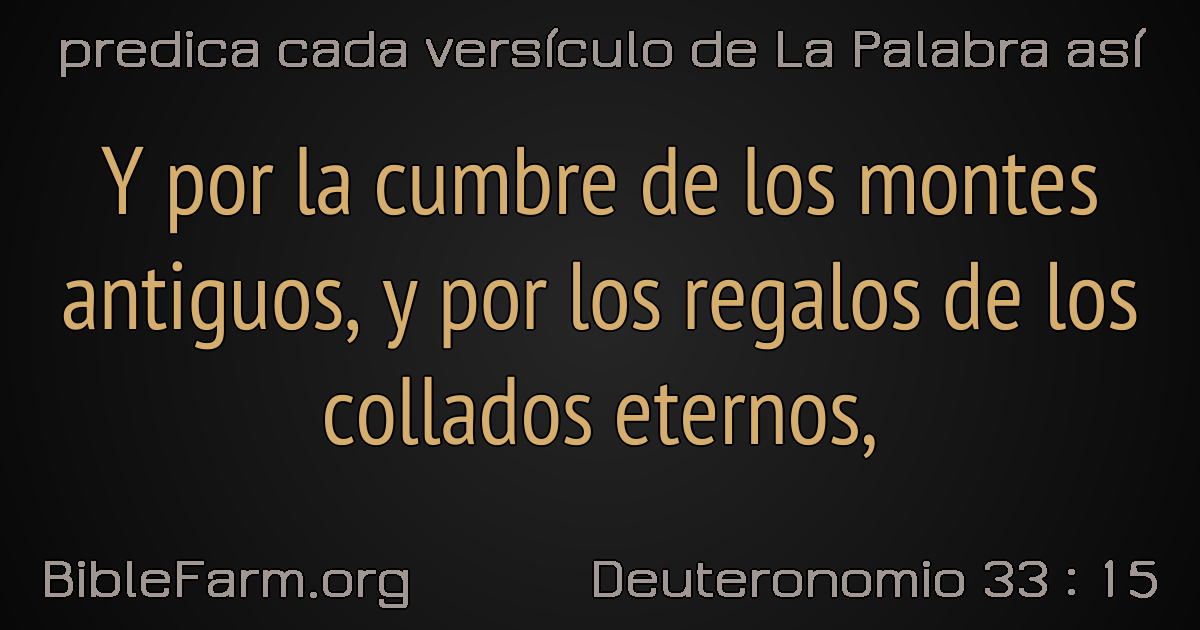 predica cada versículo de La Palabra así
Y por la cumbre de los montes
antiguos, y por los regalos de los
collados eternos,
BibleFarm.org
Deuteronomio 33 : 15